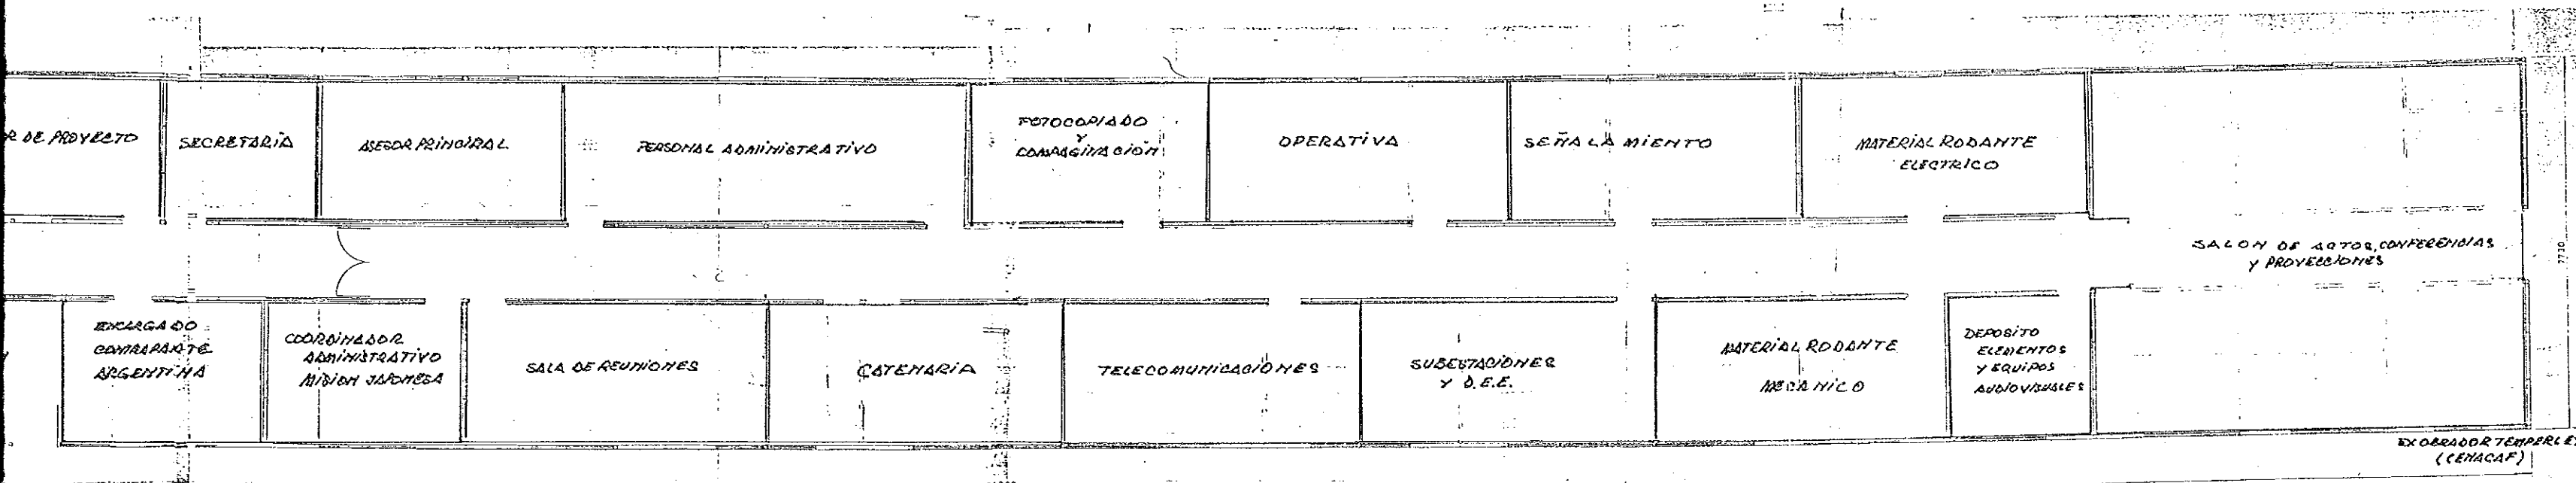 R DE PROYECTO
SECRETARIA
ASESOR PRINCIPAL
PERSONAL ADMINISTRATIVO
FOTOCOPIADO
Y
COMPAGINACION
OPERATIVA
SEÑALAMIENTO
MATERIAL RODANTE
ELECTRICO
SALON DE ACTOS, CONFERENCIAS
Y PROYECCIONES
7730
ENCARGADO
CONTRAPARTE
ARGENTINA
COORDINADOR
ADMINISTRATIVO
MISION JAPONESA
SALA DE REUNIONES
CATENARIA
TELECOMUNICACIONES
SUBESTACIONES
Y D.E.E.
MATERIAL RODANTE
MECANICO
DEPOSITO
ELEMENTOS
Y EQUIPOS
AUDIOVISUALES
EX OBRADOR TEMPERLE
(CENACAF)